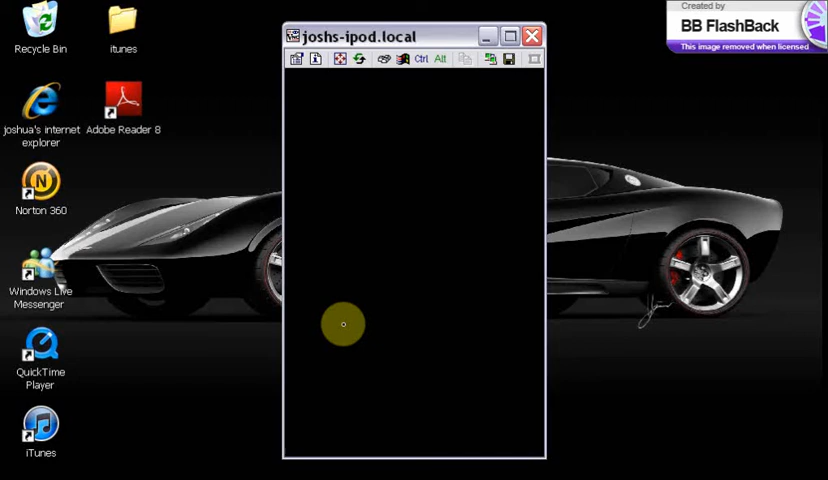 Recycle Bin
itunes
joshua's internet
explorer
Adobe Reader 8
Norton 360
Windows Live
Messenger
QuickTime
Player
iTunes
joshs-ipod.local
Ctrl
Alt
Created by
BB FlashBack
This image removed when licensed